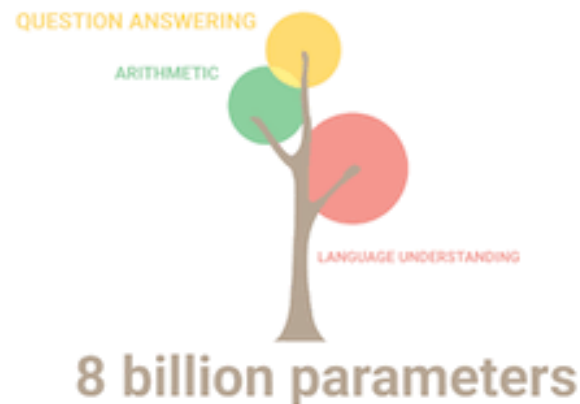 QUESTION ANSWERING
ARITHMETIC
LANGUAGE UNDERSTANDING
8 billion parameters